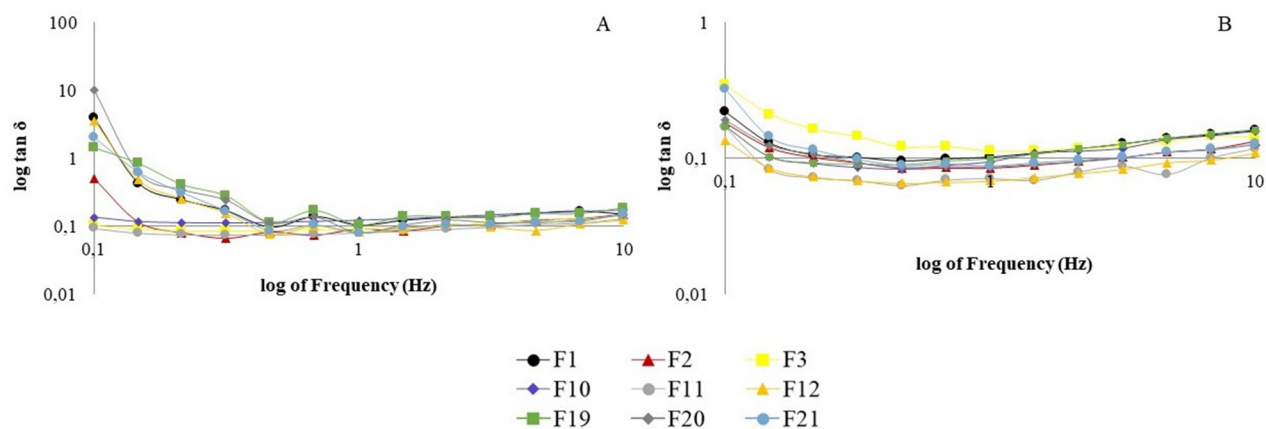 A
100
10
1
0,1
0,01
log tan δ
0,1
1
10
log of Frequency (Hz)
B
1
0.1
0,01
log tan δ
0,1
1
10
log of Frequency (Hz)
F1 F2 F3
F10 F11 F12
F19 F20 F21